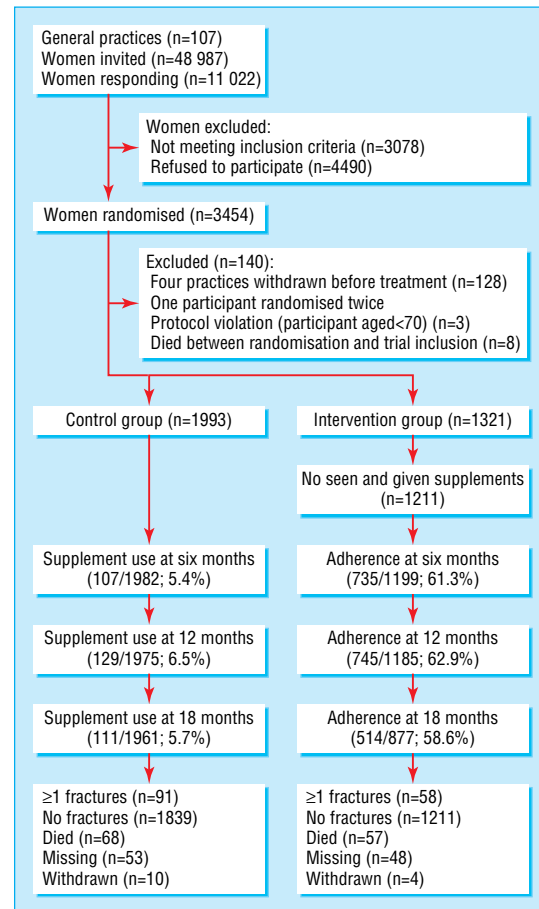 General practices (n=107)
Women invited (n=48 987)
Women responding (n=11 022)
Women excluded:
Not meeting inclusion criteria (n=3078)
Refused to participate (n=4490)
Women randomised (n=3454)
Excluded (n=140):
Four practices withdrawn before treatment (n=128)
One participant randomised twice
Protocol violation (participant aged<70) (n=3)
Died between randomisation and trial inclusion (n=8)
Control group (n=1993)
Intervention group (n=1321)
No seen and given supplements
(n=1211)
Supplement use at six months
(107/1982; 5.4%)
Adherence at six months
(735/1199; 61.3%)
Supplement use at 12 months
(129/1975; 6.5%)
Adherence at 12 months
(745/1185; 62.9%)
Supplement use at 18 months
(111/1961; 5.7%)
Adherence at 18 months
(514/877; 58.6%)
≥1 fractures (n=91)
No fractures (n=1839)
Died (n=68)
Missing (n=53)
Withdrawn (n=10)
≥1 fractures (n=58)
No fractures (n=1211)
Died (n=57)
Missing (n=48)
Withdrawn (n=4)